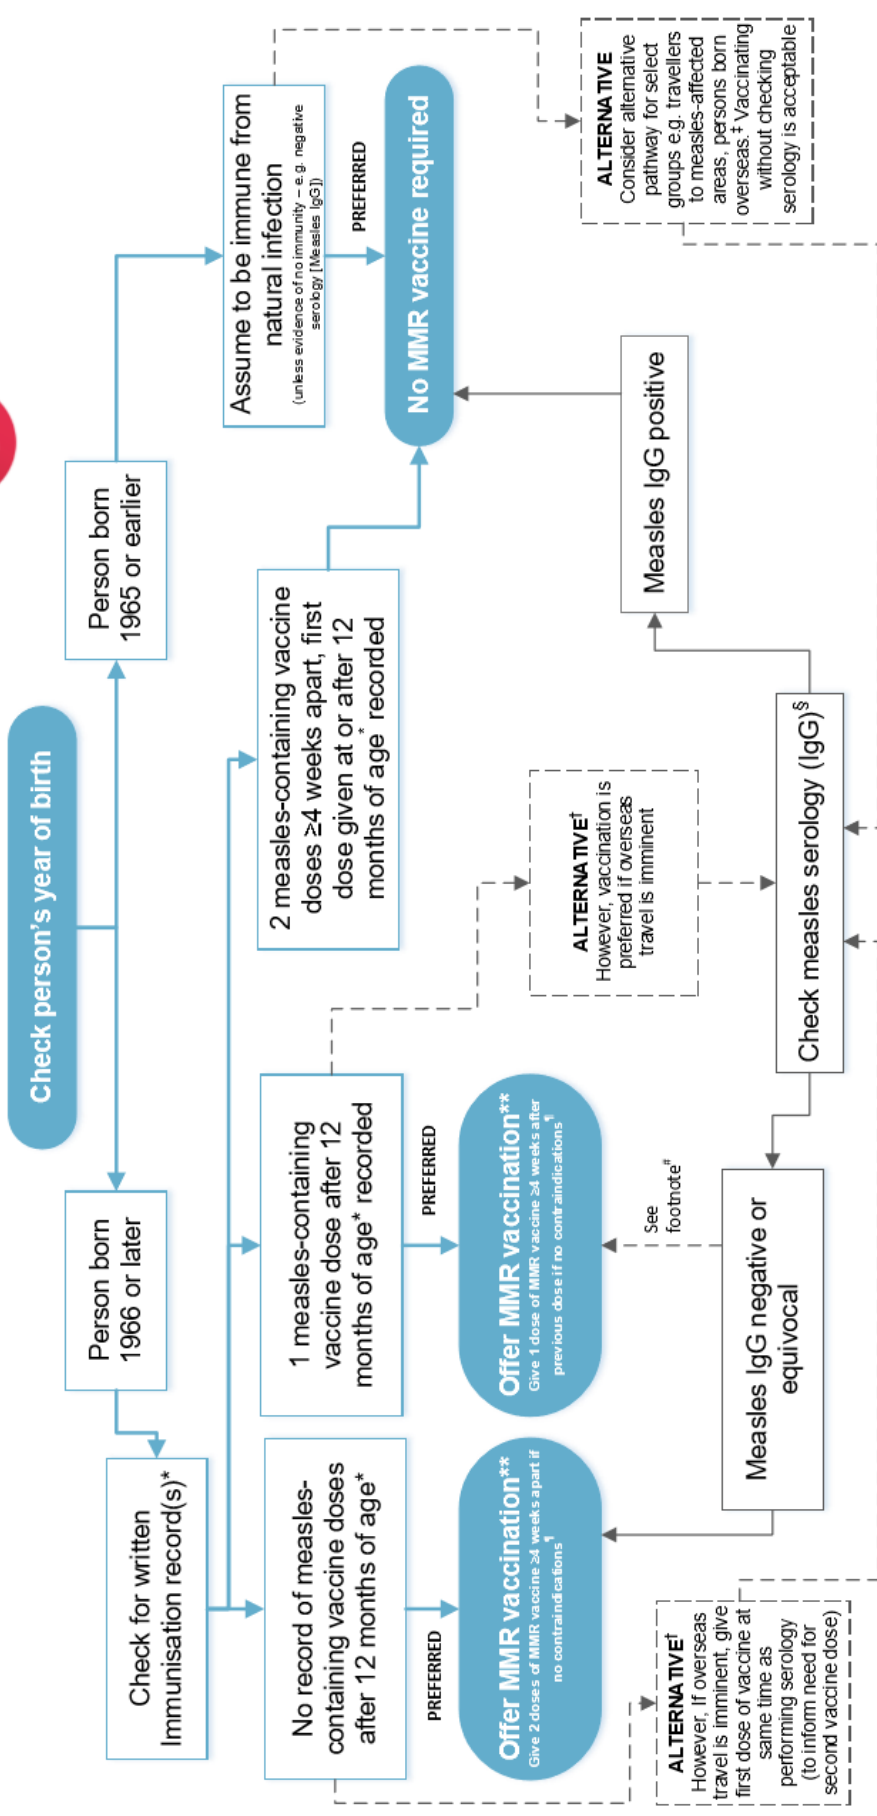 Check person's year of birth
Person born
1966 or later
Person born
1965 or earlier
Check for written
Immunisation record(s)*
No record of measles-
containing vaccine doses
after 12 months of age*
1 measles-containing
vaccine dose after 12
months of age* recorded
2 measles-containing vaccine
doses ≥4 weeks apart, first
dose given at or after 12
months of age* recorded
Assume to be immune from
natural infection
(unless evidence of no immunity – e.g. negative
serology [Measles IgG])
PREFERRED
PREFERRED
PREFERRED
Offer MMR vaccination**
Give 2 doses of MMR vaccine ≥4 weeks apart if
no contraindications¶
Offer MMR vaccination**
Give 1 dose of MMR vaccine ≥4 weeks after
previous dose if no contraindications¶
No MMR vaccine required
ALTERNATIVE†
However, If overseas
travel is imminent, give
first dose of vaccine at
same time as
performing serology
(to inform need for
second vaccine dose)
See
footnote#
ALTERNATIVE†
However, vaccination is
preferred if overseas
travel is imminent
ALTERNATIVE
Consider alternative
pathway for select
groups e.g. travellers
to measles-affected
areas, persons born
overseas.‡ Vaccinating
without checking
serology is acceptable
Measles IgG negative or
equivocal
Check measles serology (IgG)§
Measles IgG positive